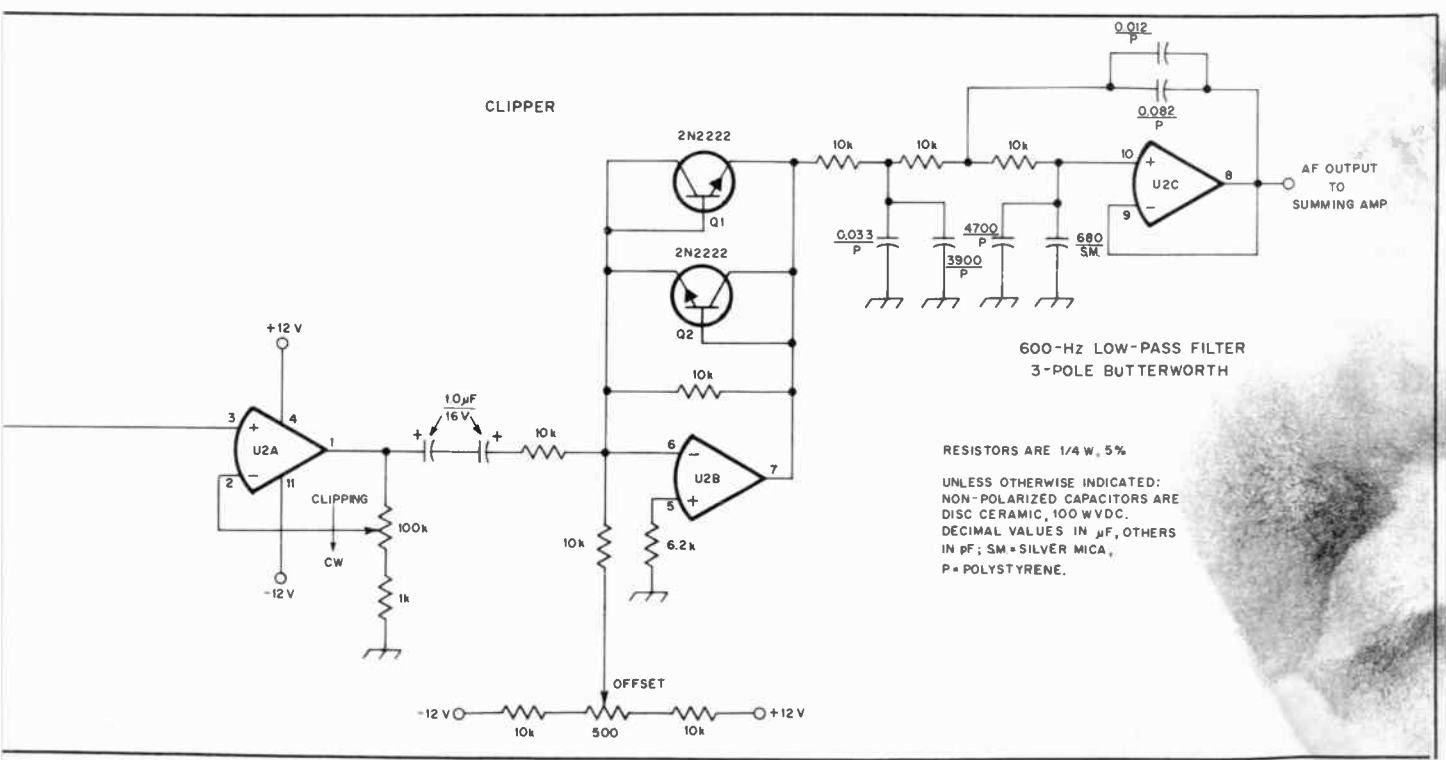 CLIPPER
0.012
P
0.082
P
2N2222
Q1
2N2222
Q2
10k
10k
10k
10
+
U2C
8
9
−
AF OUTPUT
TO
SUMMING AMP
0.033
P
3900
P
4700
P
680
S.M.
600-Hz LOW-PASS FILTER
3-POLE BUTTERWORTH
+12 V
3
+
4
U2A
1
2
−
11
-12 V
CLIPPING
CW
100k
1k
1.0 µF
16 V
+
+
10k
10k
6
−
U2B
7
5
+
6.2k
10k
OFFSET
-12 V
10k
500
10k
+12 V
RESISTORS ARE 1/4 W, 5%
UNLESS OTHERWISE INDICATED:
NON-POLARIZED CAPACITORS ARE
DISC CERAMIC, 100 WVDC.
DECIMAL VALUES IN µF, OTHERS
IN pF; SM = SILVER MICA,
P = POLYSTYRENE.